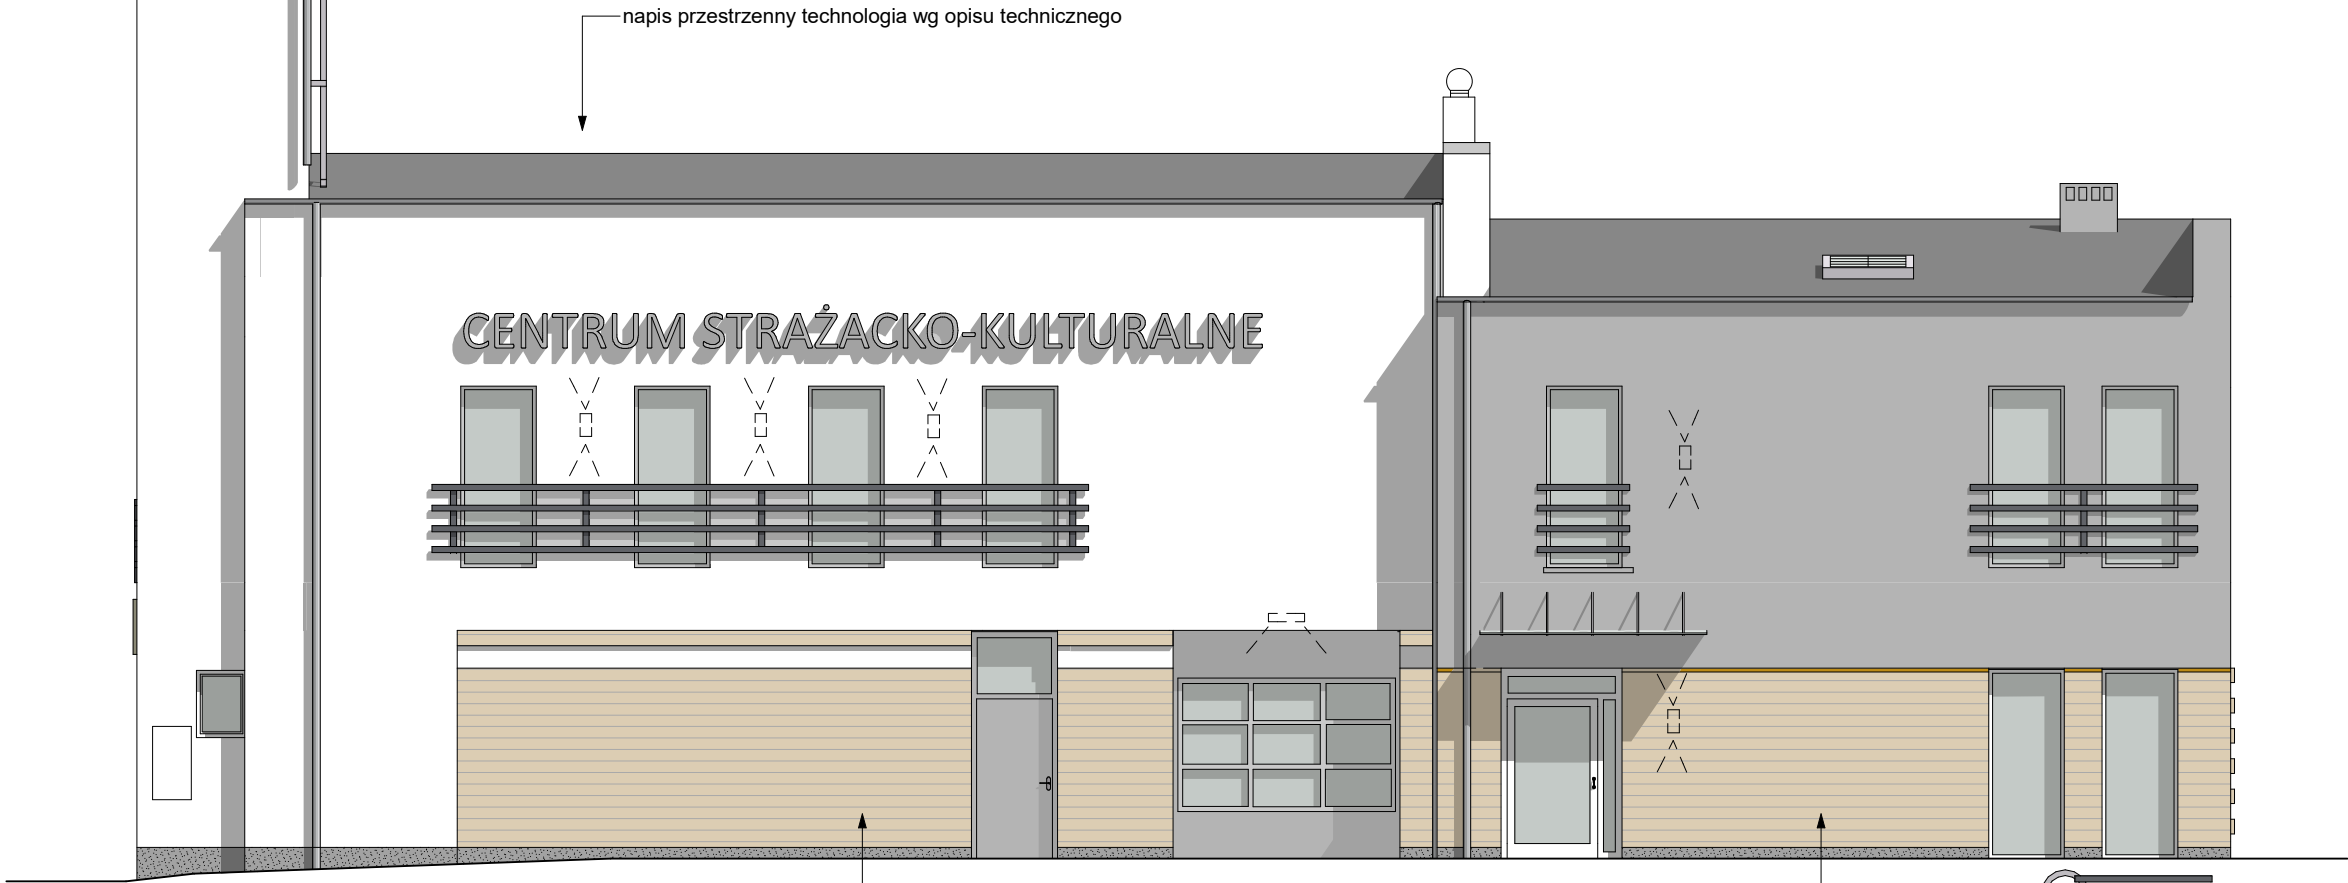 napis przestrzenny technologia wg opisu technicznego
CENTRUM STRAŻACKO-KULTURALNE